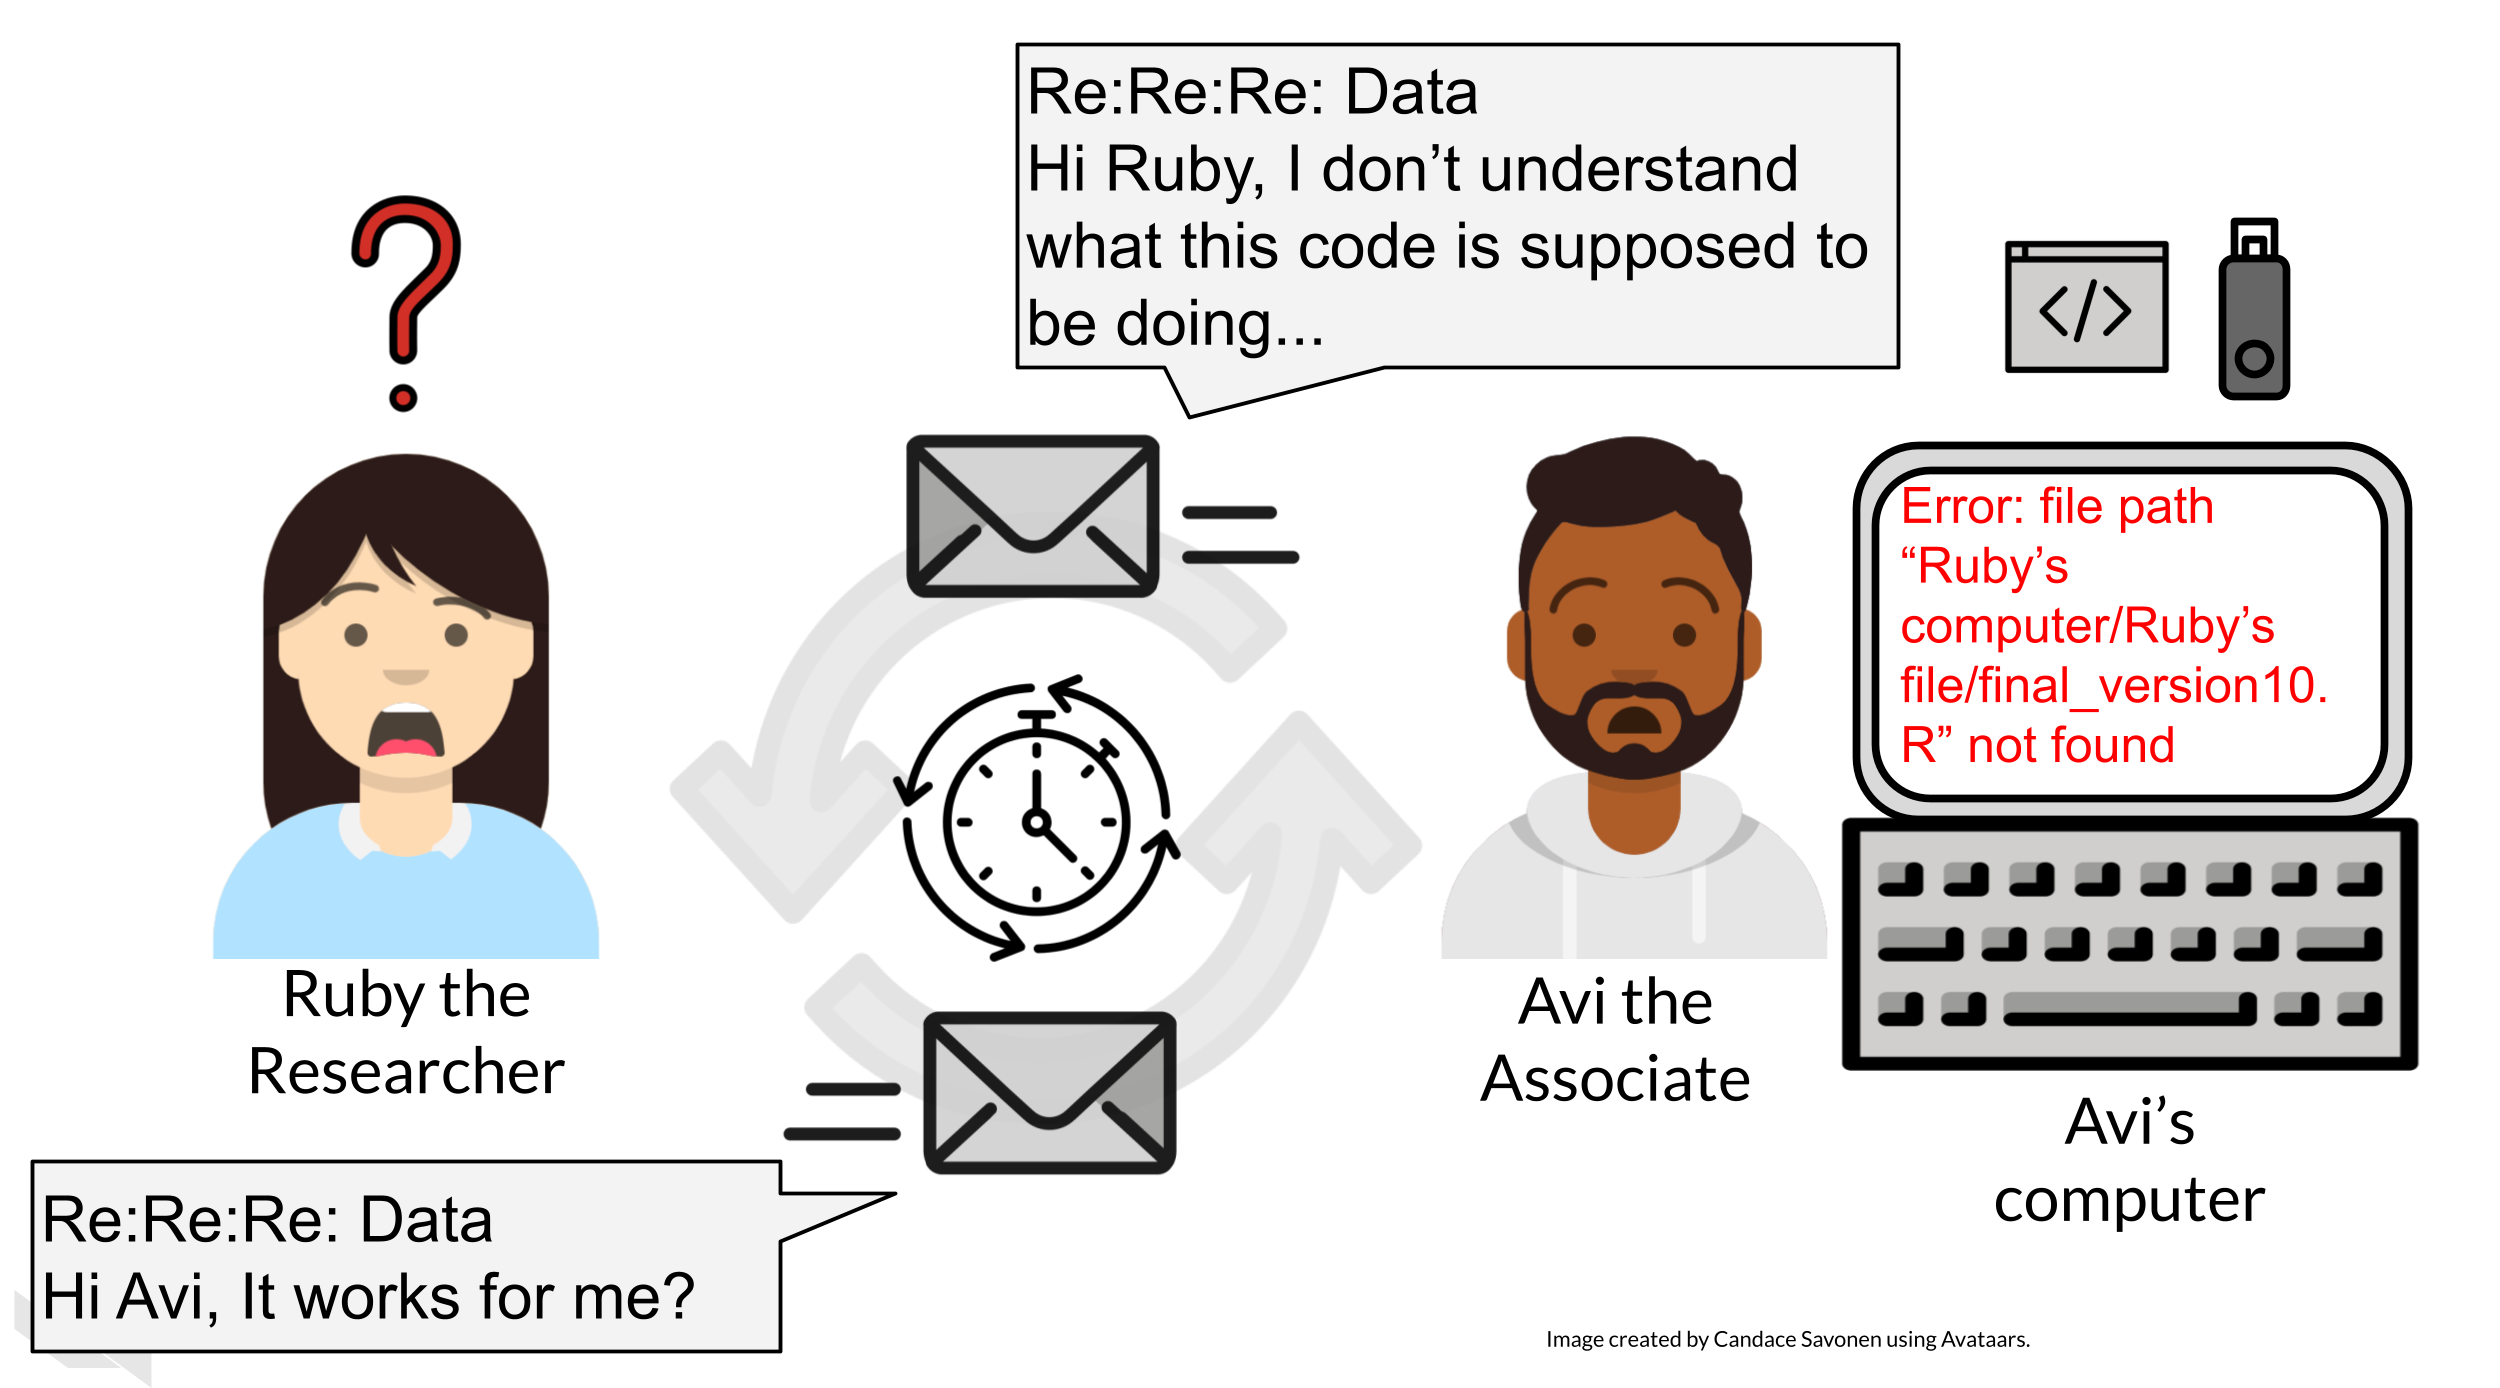 Re:Re:Re: Data
Hi Ruby, I don’t understand
what this code is supposed to
be doing...
</>
Error: file path
“Ruby’s
computer/Ruby’s
file/final_version10.
R” not found
Ruby the
Researcher
Avi the
Associate
Avi’s
computer
Re:Re:Re: Data
Hi Avi, It works for me?
Image created by Candace Savonen using Avataars.